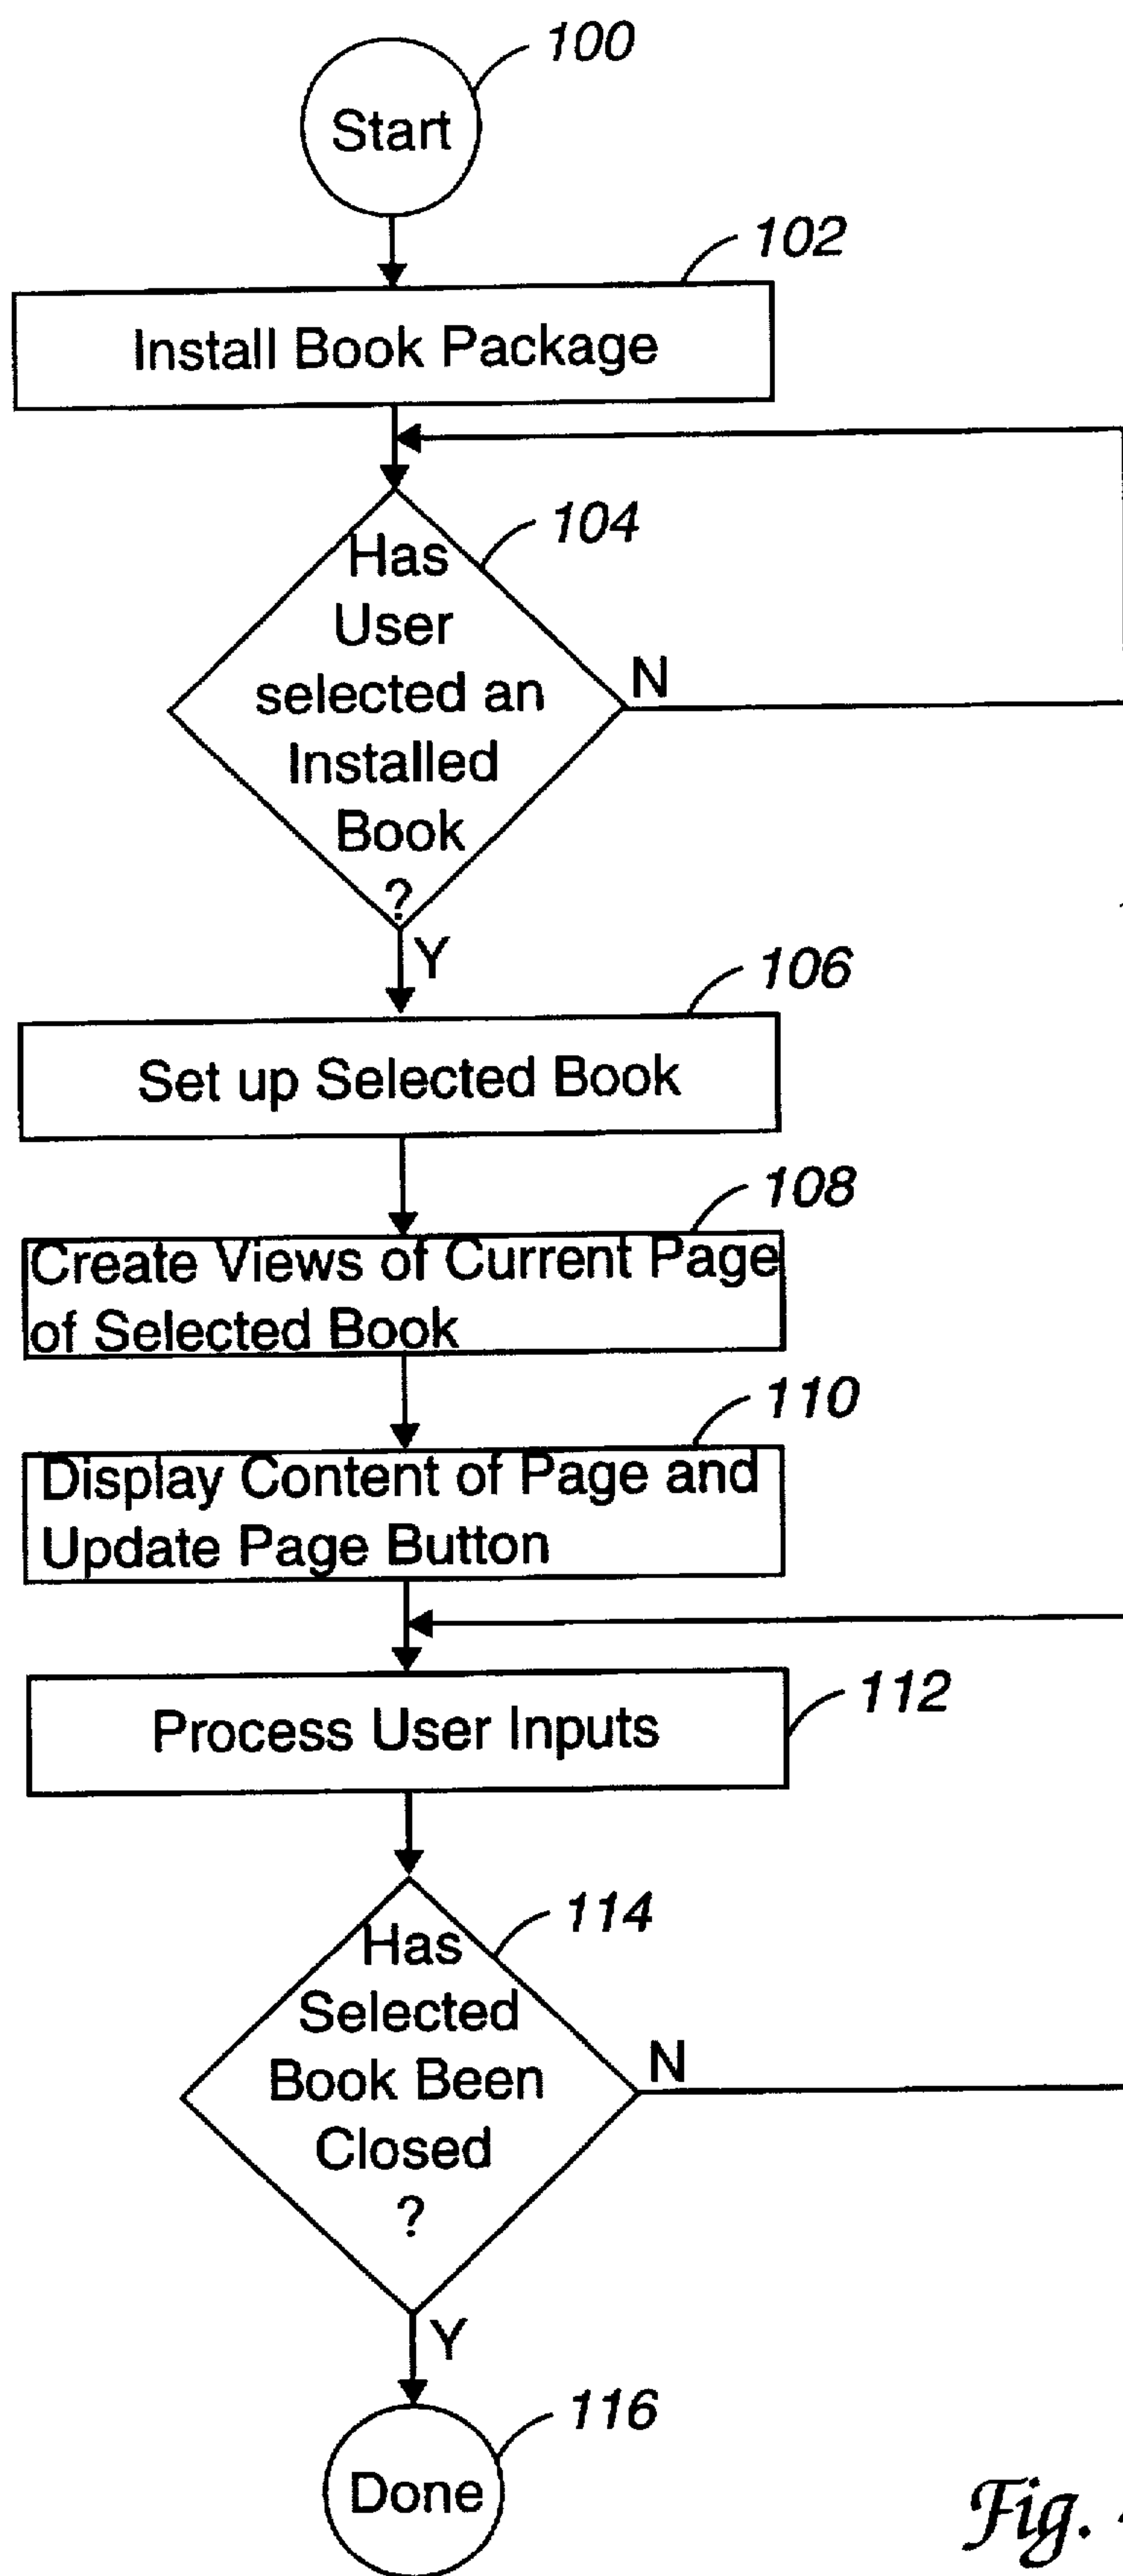 100
Start
102
Install Book Package
104
Has
User
selected an
Installed
Book
?
N
Y
106
Set up Selected Book
108
Create Views of Current Page
of Selected Book
110
Display Content of Page and
Update Page Button
112
Process User Inputs
114
Has
Selected
Book Been
Closed
?
N
Y
116
Done
Fig.